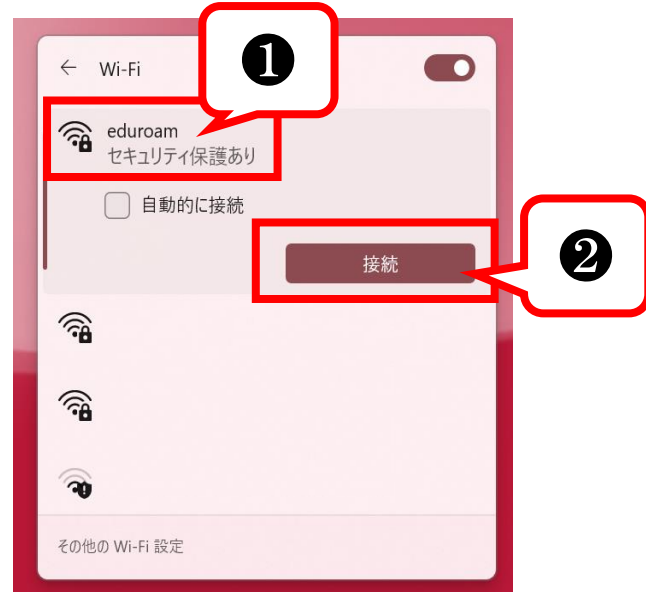 ❶
← Wi-Fi
eduroam
セキュリティ保護あり
自動的に接続
接続
❷
その他の Wi-Fi 設定